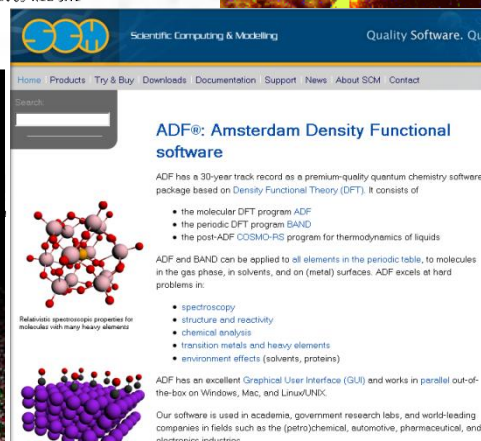 SCM
Scientific Computing & Modelling
Quality Software.
Home Products Try & Buy Downloads Documentation Support News About SCM Contact
Search
ADF®: Amsterdam Density Functional
software
ADF has a 30-year track record as a premium-quality quantum chemistry software
package based on Density Functional Theory (DFT). It consists of
• the molecular DFT program ADF
• the periodic DFT program BAND
• the post-ADF COSMO-RS program for thermodynamics of liquids
ADF and BAND can be applied to all elements in the periodic table, to molecules
in the gas phase, in solvents, and on (metal) surfaces. ADF excels at hard
problems in:
• spectroscopy
• structure and reactivity
• chemical analysis
• transition metals and heavy elements
• environment effects (solvents, proteins)
Relativistic spectroscopic properties for
molecules with many heavy elements
ADF has an excellent Graphical User Interface (GUI) and works in parallel out-of-
the-box on Windows, Mac, and Linux/UNIX.
Our software is used in academia, government research labs, and world-leading
companies in fields such as the (petro)chemical, automotive, pharmaceutical, and
electronics industries.